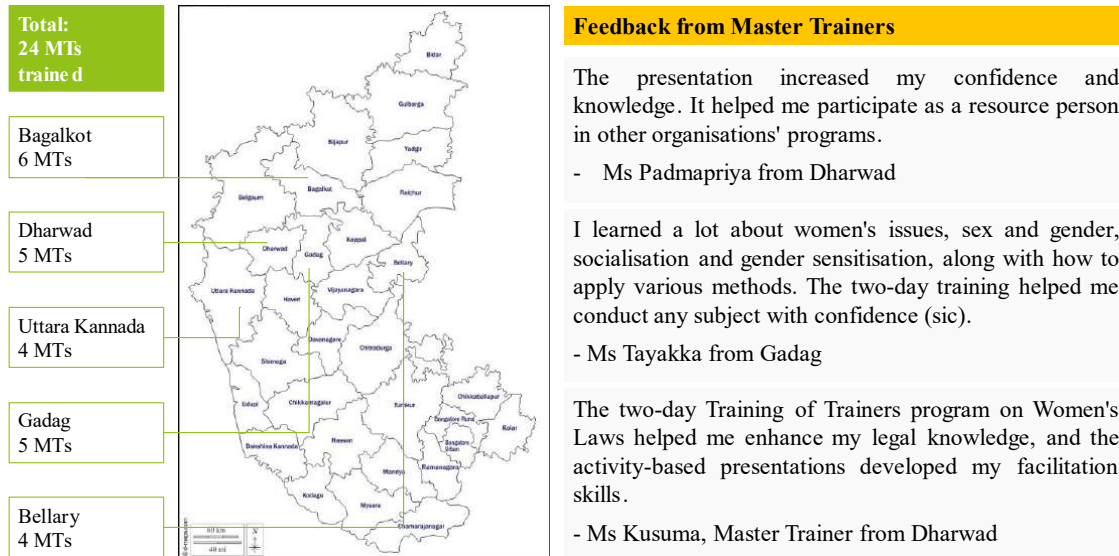 Total:
24 MTs
trained
Bagalkot
6 MTs
Dharwad
5 MTs
Uttara Kannada
4 MTs
Gadag
5 MTs
Bellary
4 MTs
Bidar
Gulbarga
Bijapur
Yadgir
Bagalkot
Raichur
Belgaum
Dharwad
Gadag
Koppal
Bellary
Uttara Kannada
Haveri
Vijayanagara
Davanagere
Chitradurga
Shimoga
Udupi
Chikkamagalur
Tumkur
Chikkaballapur
Bangalore Rural
Kolar
Bangalore
Urban
Dakshina Kannada
Hassan
Mandya
Ramanagara
Kodagu
Mysore
Chamarajanagar
60 km
40 mi
N
© d-maps.com
Feedback from Master Trainers
The presentation increased my confidence and
knowledge. It helped me participate as a resource person
in other organisations' programs.
- Ms Padmapriya from Dharwad
I learned a lot about women's issues, sex and gender,
socialisation and gender sensitisation, along with how to
apply various methods. The two-day training helped me
conduct any subject with confidence (sic).
- Ms Tayakka from Gadag
The two-day Training of Trainers program on Women's
Laws helped me enhance my legal knowledge, and the
activity-based presentations developed my facilitation
skills.
- Ms Kusuma, Master Trainer from Dharwad